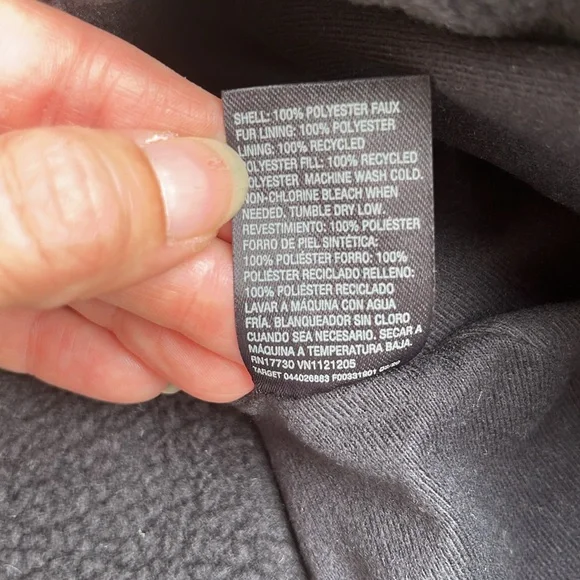 SHELL: 100% POLYESTER FAUX
FUR LINING: 100% POLYESTER
LINING: 100% RECYCLED
POLYESTER FILL: 100% RECYCLED
POLYESTER MACHINE WASH COLD.
NON-CHLORINE BLEACH WHEN
NEEDED. TUMBLE DRY LOW.
REVESTIMIENTO: 100% POLIÉSTER
FORRO DE PIEL SINTÉTICA:
100% POLIÉSTER FORRO: 100%
POLIÉSTER RECICLADO RELLENO:
100% POLIÉSTER RECICLADO
LAVAR A MÁQUINA CON AGUA
FRÍA. BLANQUEADOR SIN CLORO
CUANDO SEA NECESARIO. SECAR A
MÁQUINA A TEMPERATURA BAJA.
RN17730 VN1121205
TARGET 044026883 F00331901